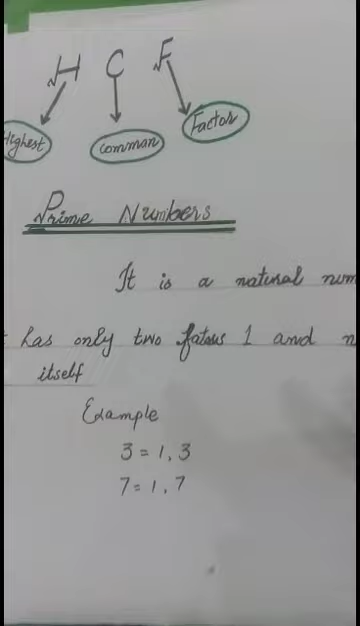 H C F
Highest common Factor
Prime Numbers
It is a natural num
has only two fatous 1 and
itself
Example
3 = 1, 3
7 = 1, 7